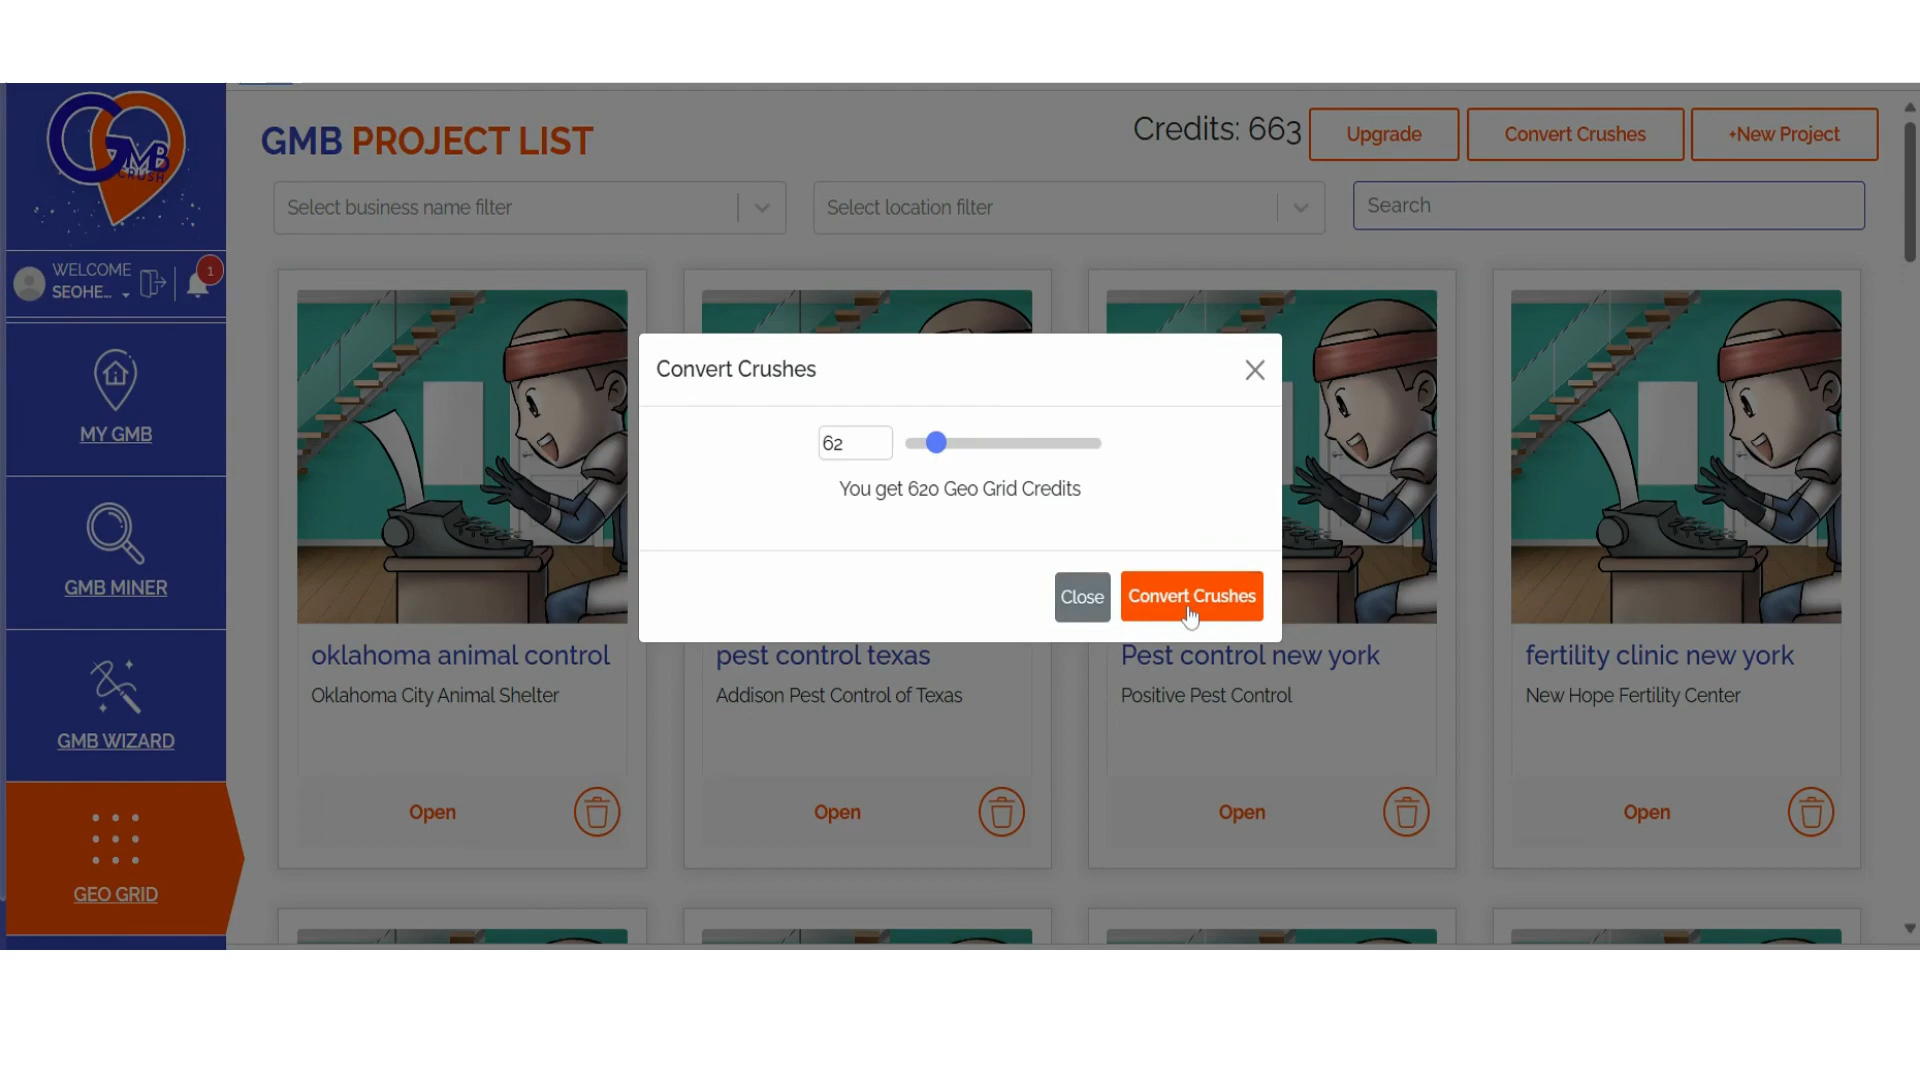 GMB CRUSH
GMB PROJECT LIST
Credits: 663
Upgrade
Convert Crushes
+New Project
Select business name filter
Select location filter
Search
WELCOME
SEOHE...
1
MY GMB
GMB MINER
GMB WIZARD
GEO GRID
Convert Crushes
62
You get 620 Geo Grid Credits
Close
Convert Crushes
oklahoma animal control
Oklahoma City Animal Shelter
Open
pest control texas
Addison Pest Control of Texas
Open
Pest control new york
Positive Pest Control
Open
fertility clinic new york
New Hope Fertility Center
Open